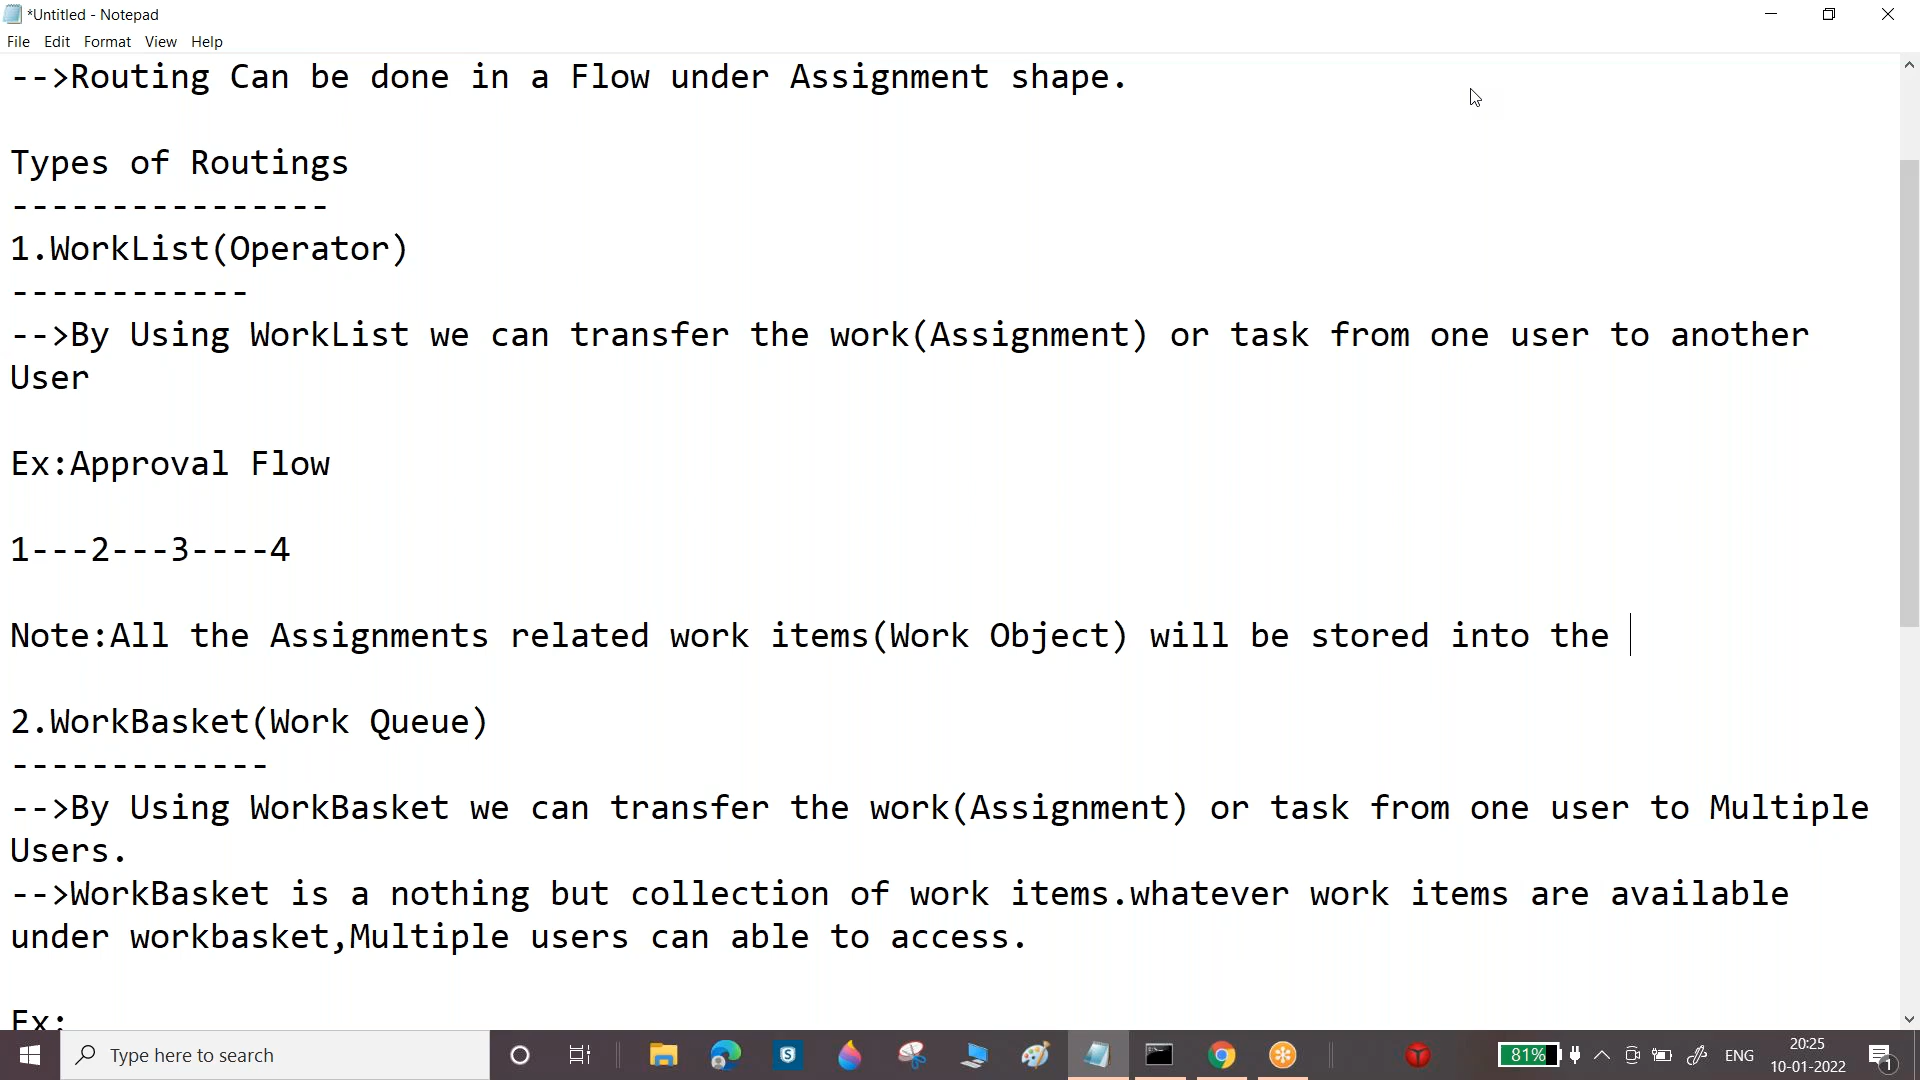 *Untitled - Notepad
File Edit Format View Help
-->Routing Can be done in a Flow under Assignment shape.
Types of Routings
----------------
1.WorkList(Operator)
------------
-->By Using WorkList we can transfer the work(Assignment) or task from one user to another
User
Ex:Approval Flow
1---2---3----4
Note:All the Assignments related work items(Work Object) will be stored into the
2.WorkBasket(Work Queue)
-------------
-->By Using WorkBasket we can transfer the work(Assignment) or task from one user to Multiple
Users.
-->WorkBasket is a nothing but collection of work items.whatever work items are available
under workbasket,Multiple users can able to access.
Ex:
Type here to search
81%
ENG
20:25
10-01-2022
1